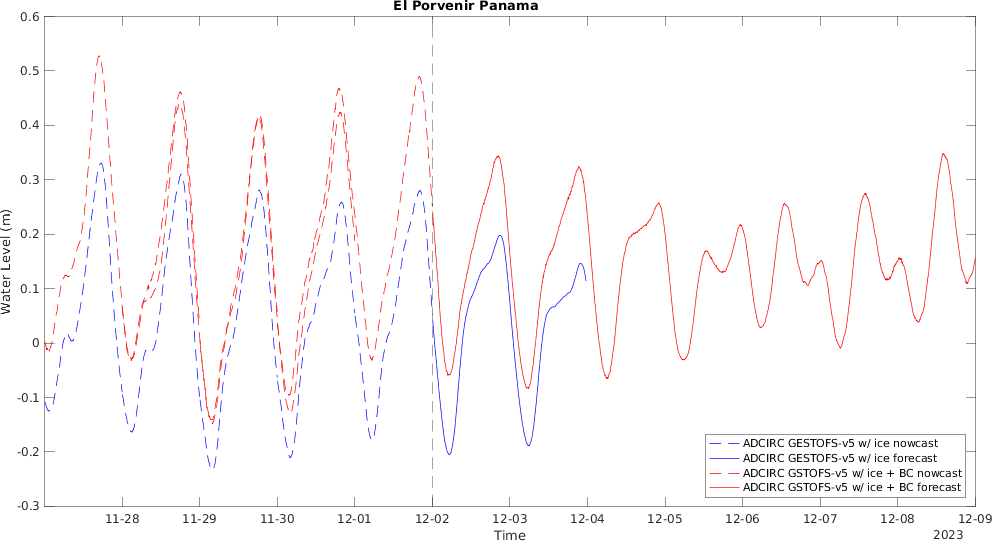 El Porvenir Panama
0.6
0.5
0.4
0.3
0.2
0.1
0
-0.1
-0.2
-0.3
Water Level (m)
ADCIRC GESTOFS-v5 w/ ice nowcast
ADCIRC GESTOFS-v5 w/ ice forecast
ADCIRC GSTOFS-v5 w/ ice + BC nowcast
ADCIRC GSTOFS-v5 w/ ice + BC forecast
11-28 11-29 11-30 12-01 12-02 12-03 12-04 12-05 12-06 12-07 12-08 12-09
Time
2023